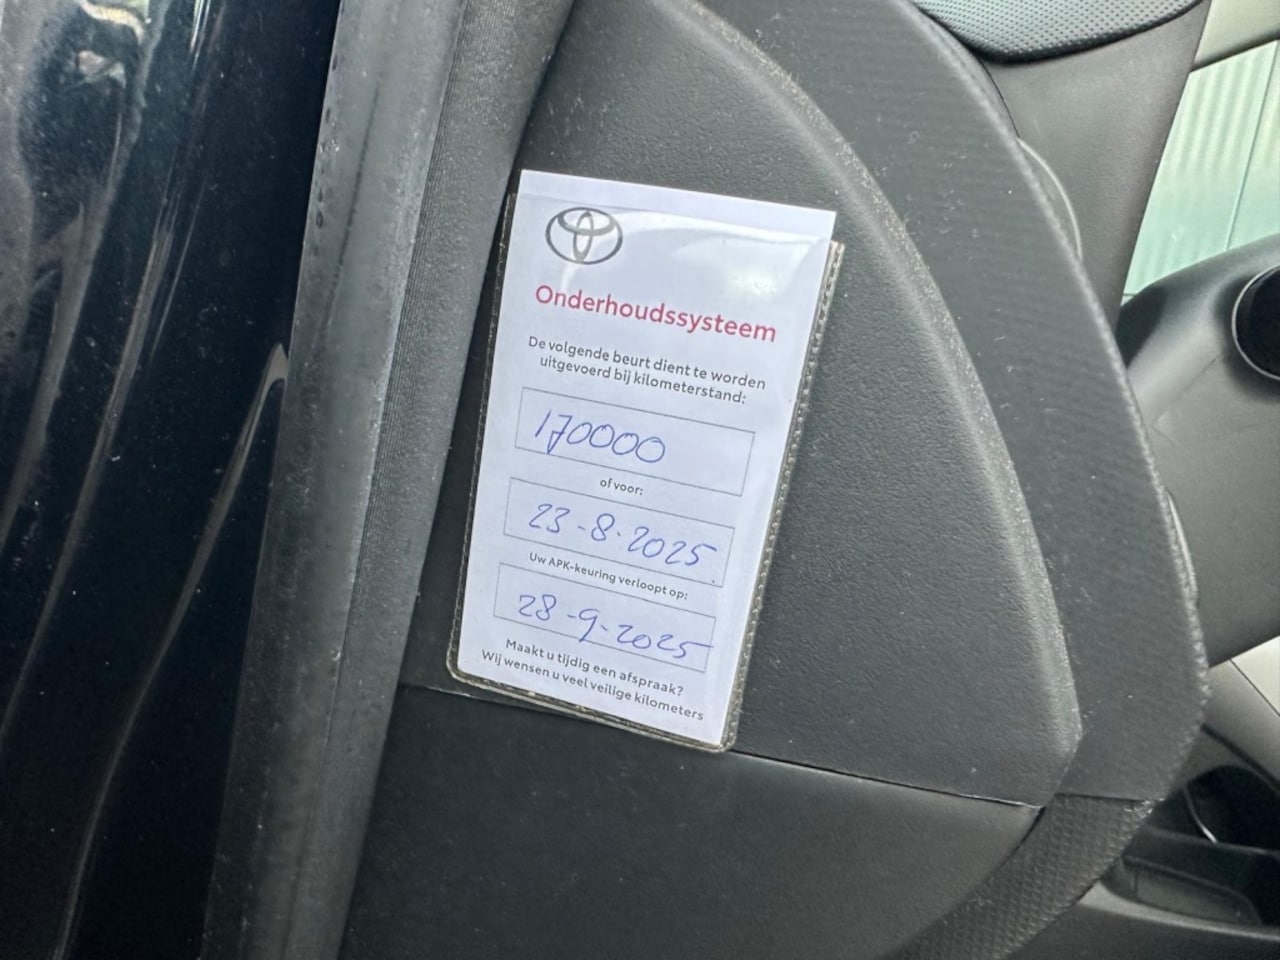 Onderhoudssysteem
De volgende beurt dient te worden
uitgevoerd bij kilometerstand:
170000
of voor:
23-8-2025
Uw APK-keuring verloopt op:
28-9-2025
Maakt u tijdig een afspraak?
Wij wensen u veel veilige kilometers